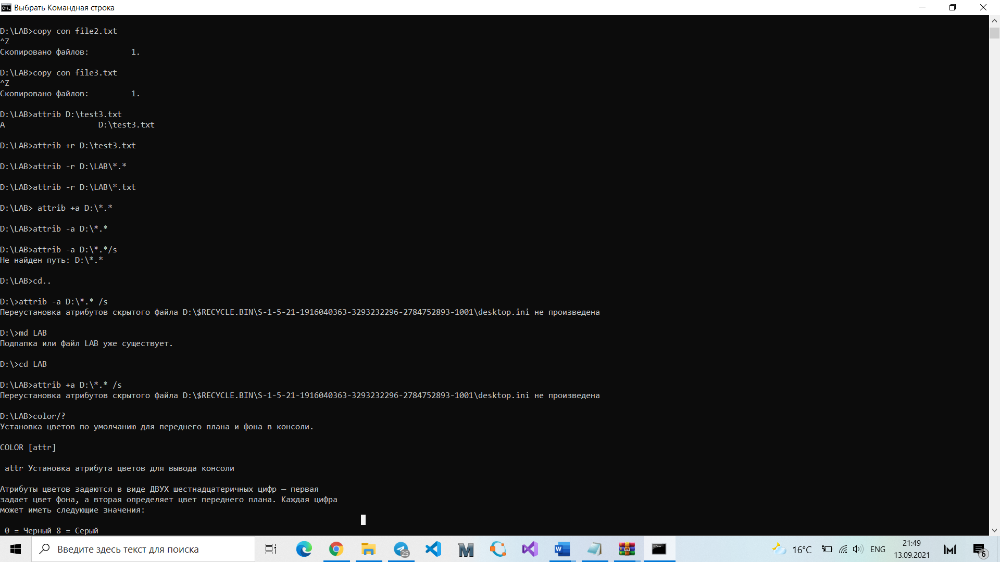 Выбрать Командная строка
D:\LAB>copy con file2.txt
^Z
Скопировано файлов:         1.
D:\LAB>copy con file3.txt
^Z
Скопировано файлов:         1.
D:\LAB>attrib D:\test3.txt
A                    D:\test3.txt
D:\LAB>attrib +r D:\test3.txt
D:\LAB>attrib -r D:\LAB\*.*
D:\LAB>attrib -r D:\LAB\*.txt
D:\LAB> attrib +a D:\*.*
D:\LAB>attrib -a D:\*.*
D:\LAB>attrib -a D:\*.*/s
Не найден путь: D:\*.*
D:\LAB>cd..
D:\>attrib -a D:\*.* /s
Переустановка атрибутов скрытого файла D:\$RECYCLE.BIN\S-1-5-21-1916040363-3293232296-2784752893-1001\desktop.ini не произведена
D:\>md LAB
Подпапка или файл LAB уже существует.
D:\>cd LAB
D:\LAB>attrib +a D:\*.* /s
Переустановка атрибутов скрытого файла D:\$RECYCLE.BIN\S-1-5-21-1916040363-3293232296-2784752893-1001\desktop.ini не произведена
D:\LAB>color/?
Установка цветов по умолчанию для переднего плана и фона в консоли.
COLOR [attr]
 attr Установка атрибута цветов для вывода консоли
Атрибуты цветов задаются в виде ДВУХ шестнадцатеричных цифр — первая
задает цвет фона, а вторая определяет цвет переднего плана. Каждая цифра
может иметь следующие значения:
 0 = Черный 8 = Серый
Введите здесь текст для поиска
25
16°C
ENG
21:49
13.09.2021
6